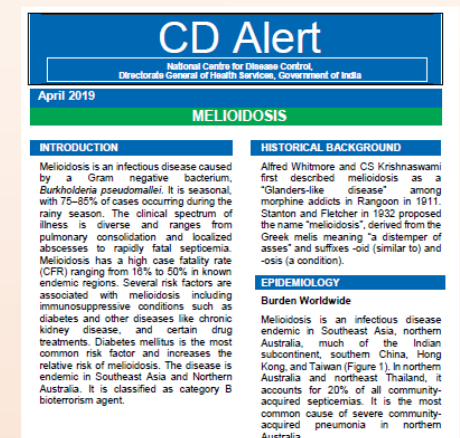 CD Alert
National Centre for Disease Control,
Directorate General of Health Services, Government of India
April 2019
MELIOIDOSIS
INTRODUCTION
Melioidosis is an infectious disease caused
by a Gram negative bacterium,
Burkholderia pseudomallei. It is seasonal,
with 75–85% of cases occurring during the
rainy season. The clinical spectrum of
illness is diverse and ranges from
pulmonary consolidation and localized
abscesses to rapidly fatal septicemia.
Melioidosis has a high case fatality rate
(CFR) ranging from 16% to 50% in known
endemic regions. Several risk factors are
associated with melioidosis including
immunosuppressive conditions such as
diabetes and other diseases like chronic
kidney disease, and certain drug
treatments. Diabetes mellitus is the most
common risk factor and increases the
relative risk of melioidosis. The disease is
endemic in Southeast Asia and Northern
Australia. It is classified as category B
bioterrorism agent.
HISTORICAL BACKGROUND
Alfred Whitmore and CS Krishnaswami
first described melioidosis as a
"Glanders-like disease" among
morphine addicts in Rangoon in 1911.
Stanton and Fletcher in 1932 proposed
the name "melioidosis", derived from the
Greek melis meaning "a distemper of
asses" and suffixes -oid (similar to) and
-osis (a condition).
EPIDEMIOLOGY
Burden Worldwide
Melioidosis is an infectious disease
endemic in Southeast Asia, northern
Australia, much of the Indian
subcontinent, southern China, Hong
Kong, and Taiwan (Figure 1). In northern
Australia and northeast Thailand, it
accounts for 20% of all community-
acquired septicemias. It is the most
common cause of severe community-
acquired pneumonia in northern
Australia